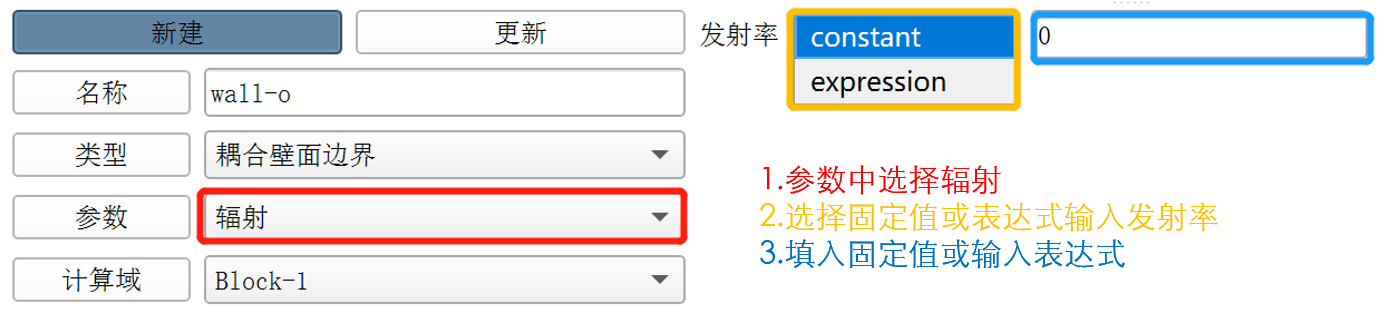 新建 更新
名称 wall-o
类型 耦合壁面边界
参数 辐射
计算域 Block-1
发射率 constant 0
expression
1.参数中选择辐射
2.选择固定值或表达式输入发射率
3.填入固定值或输入表达式